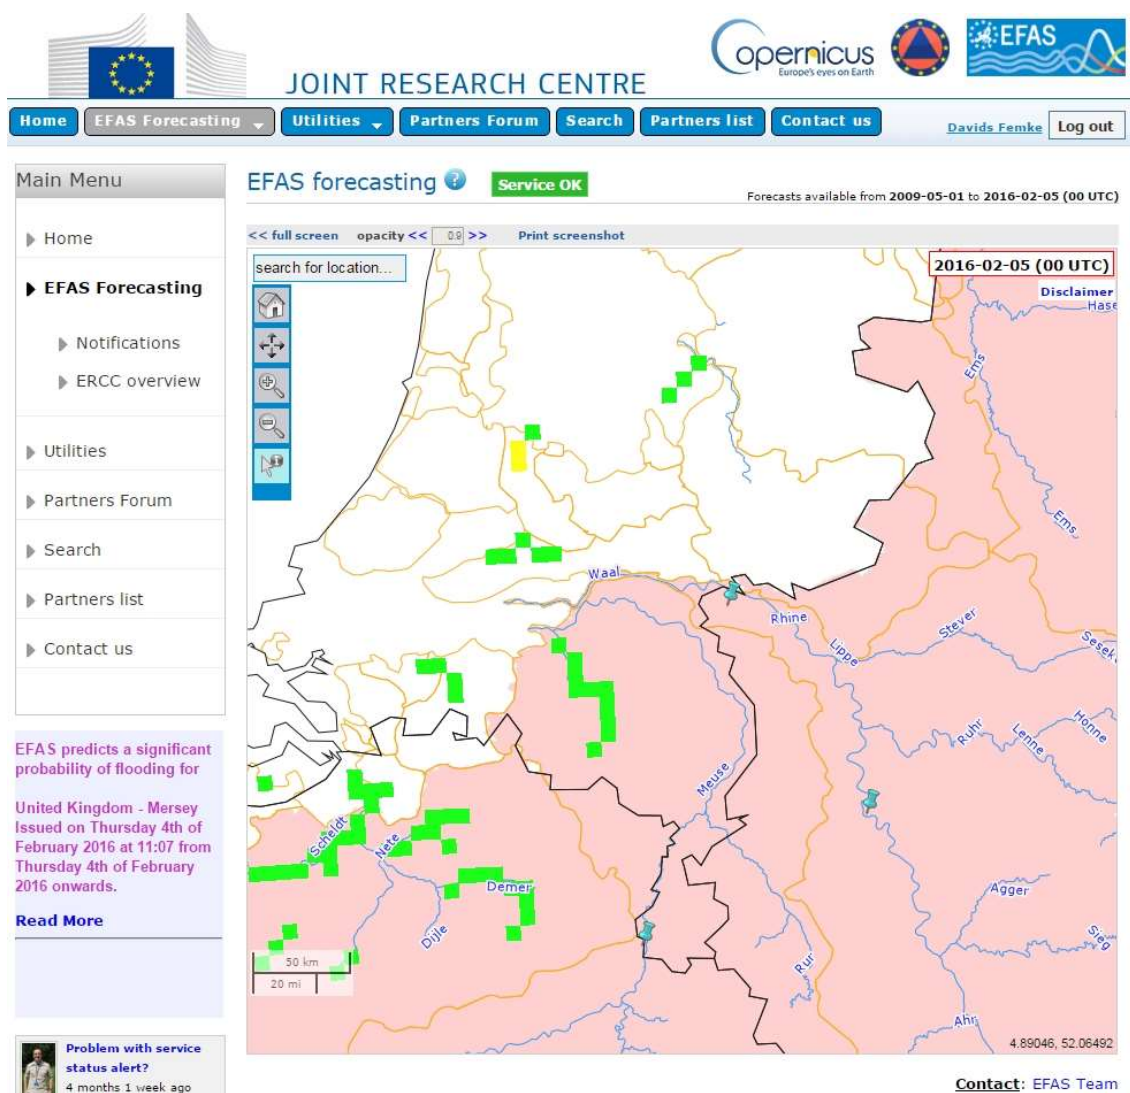 JOINT RESEARCH CENTRE
opernicus
Europe's eyes on Earth
EFAS
Home
EFAS Forecasting
Utilities
Partners Forum
Search
Partners list
Contact us
Davids Femke
Log out
Main Menu
Home
EFAS Forecasting
Notifications
ERCC overview
Utilities
Partners Forum
Search
Partners list
Contact us
EFAS predicts a significant
probability of flooding for
United Kingdom - Mersey
Issued on Thursday 4th of
February 2016 at 11:07 from
Thursday 4th of February
2016 onwards.
Read More
Problem with service
status alert?
4 months 1 week ago
EFAS forecasting ?
Service OK
Forecasts available from 2009-05-01 to 2016-02-05 (00 UTC)
<< full screen opacity << 0.9 >> Print screenshot
search for location...
2016-02-05 (00 UTC)
Disclaimer
Hase
Ems
Ems
Waal
Rhine
Lippe
Stever
Sesek
Ruhr
Lenne
Honne
Meuse
Scheldt
Nete
Demer
Dijle
Agger
Sieg
Rur
Ahr
50 km
20 mi
4.89046, 52.06492
Contact: EFAS Team